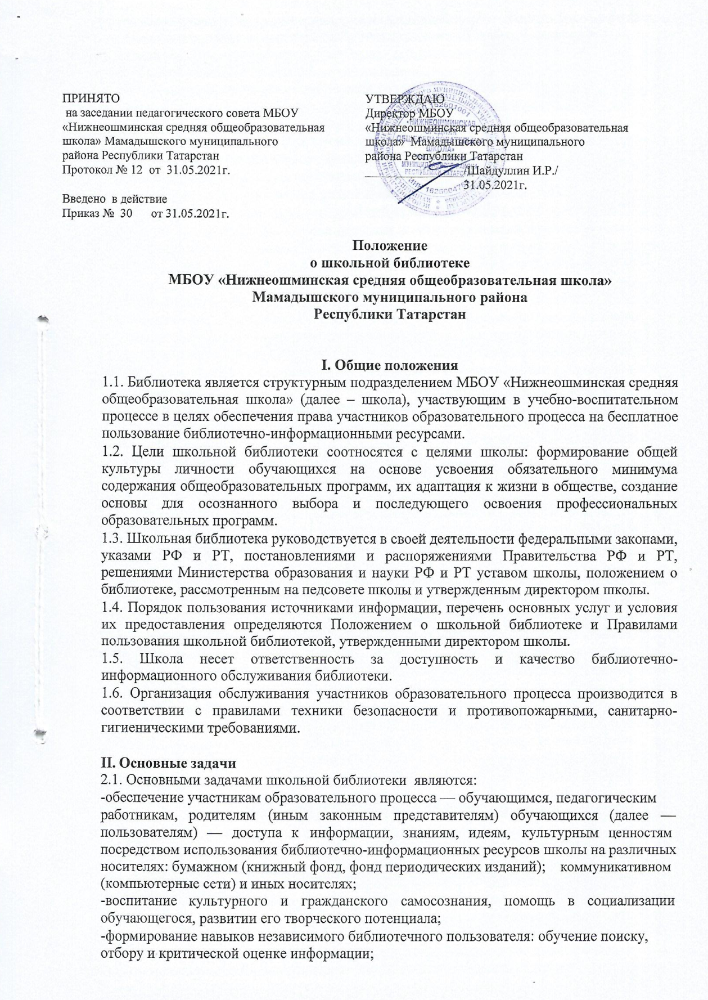 ПРИНЯТО
на заседании педагогического совета МБОУ
«Нижнеошминская средняя общеобразовательная
школа» Мамадышского муниципального
района Республики Татарстан
Протокол № 12 от 31.05.2021г.
Введено в действие
Приказ № 30 от 31.05.2021г.
УТВЕРЖДАЮ
Директор МБОУ
«Нижнеошминская средняя общеобразовательная
школа» Мамадышского муниципального
района Республики Татарстан
/Шайдуллин И.Р./
31.05.2021г.
«НИЖНЕОШМИНСКАЯ
СРЕДНЯЯ
ОБЩЕОБРАЗОВАТЕЛЬНАЯ
ШКОЛА»
МУНИЦИПАЛЬНОГО РАЙОНА
РЕСПУБЛИКИ ТАТАРСТАН
Положение
о школьной библиотеке
МБОУ «Нижнеошминская средняя общеобразовательная школа»
Мамадышского муниципального района
Республики Татарстан
I. Общие положения
1.1. Библиотека является структурным подразделением МБОУ «Нижнеошминская средняя
общеобразовательная школа» (далее – школа), участвующим в учебно-воспитательном
процессе в целях обеспечения права участников образовательного процесса на бесплатное
пользование библиотечно-информационными ресурсами.
1.2. Цели школьной библиотеки соотносятся с целями школы: формирование общей
культуры личности обучающихся на основе усвоения обязательного минимума
содержания общеобразовательных программ, их адаптация к жизни в обществе, создание
основы для осознанного выбора и последующего освоения профессиональных
образовательных программ.
1.3. Школьная библиотека руководствуется в своей деятельности федеральными законами,
указами РФ и РТ, постановлениями и распоряжениями Правительства РФ и РТ,
решениями Министерства образования и науки РФ и РТ уставом школы, положением о
библиотеке, рассмотренным на педсовете школы и утвержденным директором школы.
1.4. Порядок пользования источниками информации, перечень основных услуг и условия
их предоставления определяются Положением о школьной библиотеке и Правилами
пользования школьной библиотекой, утвержденными директором школы.
1.5. Школа несет ответственность за доступность и качество библиотечно-
информационного обслуживания библиотеки.
1.6. Организация обслуживания участников образовательного процесса производится в
соответствии с правилами техники безопасности и противопожарными, санитарно-
гигиеническими требованиями.
II. Основные задачи
2.1. Основными задачами школьной библиотеки являются:
-обеспечение участникам образовательного процесса — обучающимся, педагогическим
работникам, родителям (иным законным представителям) обучающихся (далее —
пользователям) — доступа к информации, знаниям, идеям, культурным ценностям
посредством использования библиотечно-информационных ресурсов школы на различных
носителях: бумажном (книжный фонд, фонд периодических изданий); коммуникативном
(компьютерные сети) и иных носителях;
-воспитание культурного и гражданского самосознания, помощь в социализации
обучающегося, развитии его творческого потенциала;
-формирование навыков независимого библиотечного пользователя: обучение поиску,
отбору и критической оценке информации;